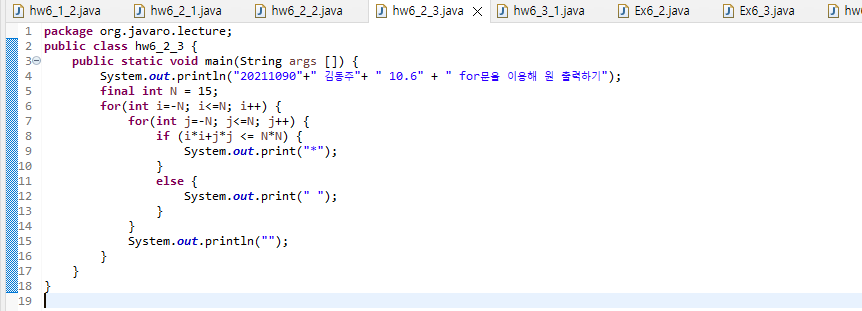 hw6_1_2.java hw6_2_1.java hw6_2_2.java hw6_2_3.java hw6_3_1.java Ex6_2.java Ex6_3.java hw
1 package org.javaro.lecture;
2 public class hw6_2_3 {
3 public static void main(String args []) {
4 System.out.println("20211090"+" 김동주"+ " 10.6" + " for문을 이용해 원 출력하기");
5 final int N = 15;
6 for(int i=-N; i<=N; i++) {
7 for(int j=-N; j<=N; j++) {
8 if (i*i+j*j <= N*N) {
9 System.out.print("*");
10 }
11 else {
12 System.out.print(" ");
13 }
14 }
15 System.out.println("");
16 }
17 }
18 }
19